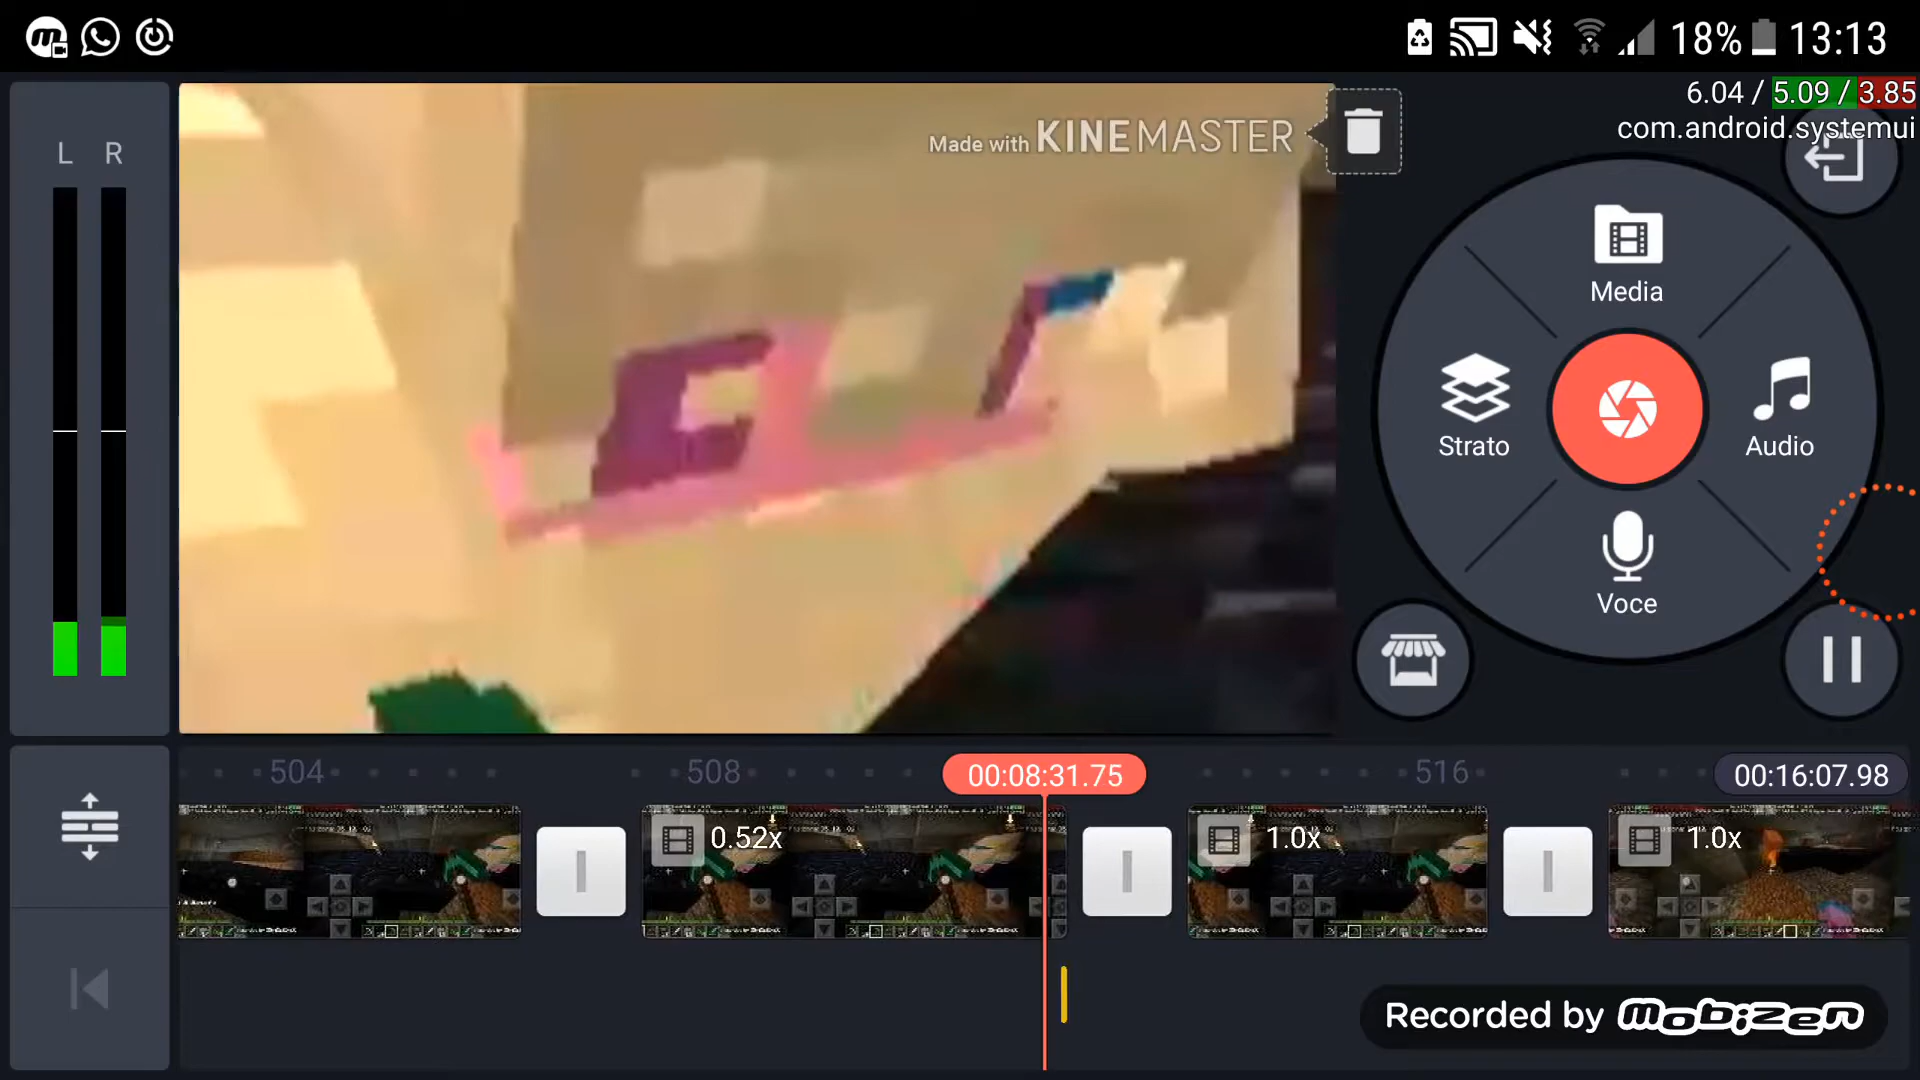 18% 13:13
6.04 / 5.09 / 3.85
com.android.systemui
L R
Made with KINEMASTER
Media
Strato
Audio
Voce
504
508
00:08:31.75
516
00:16:07.98
0.52x
1.0x
1.0x
Recorded by mobizen